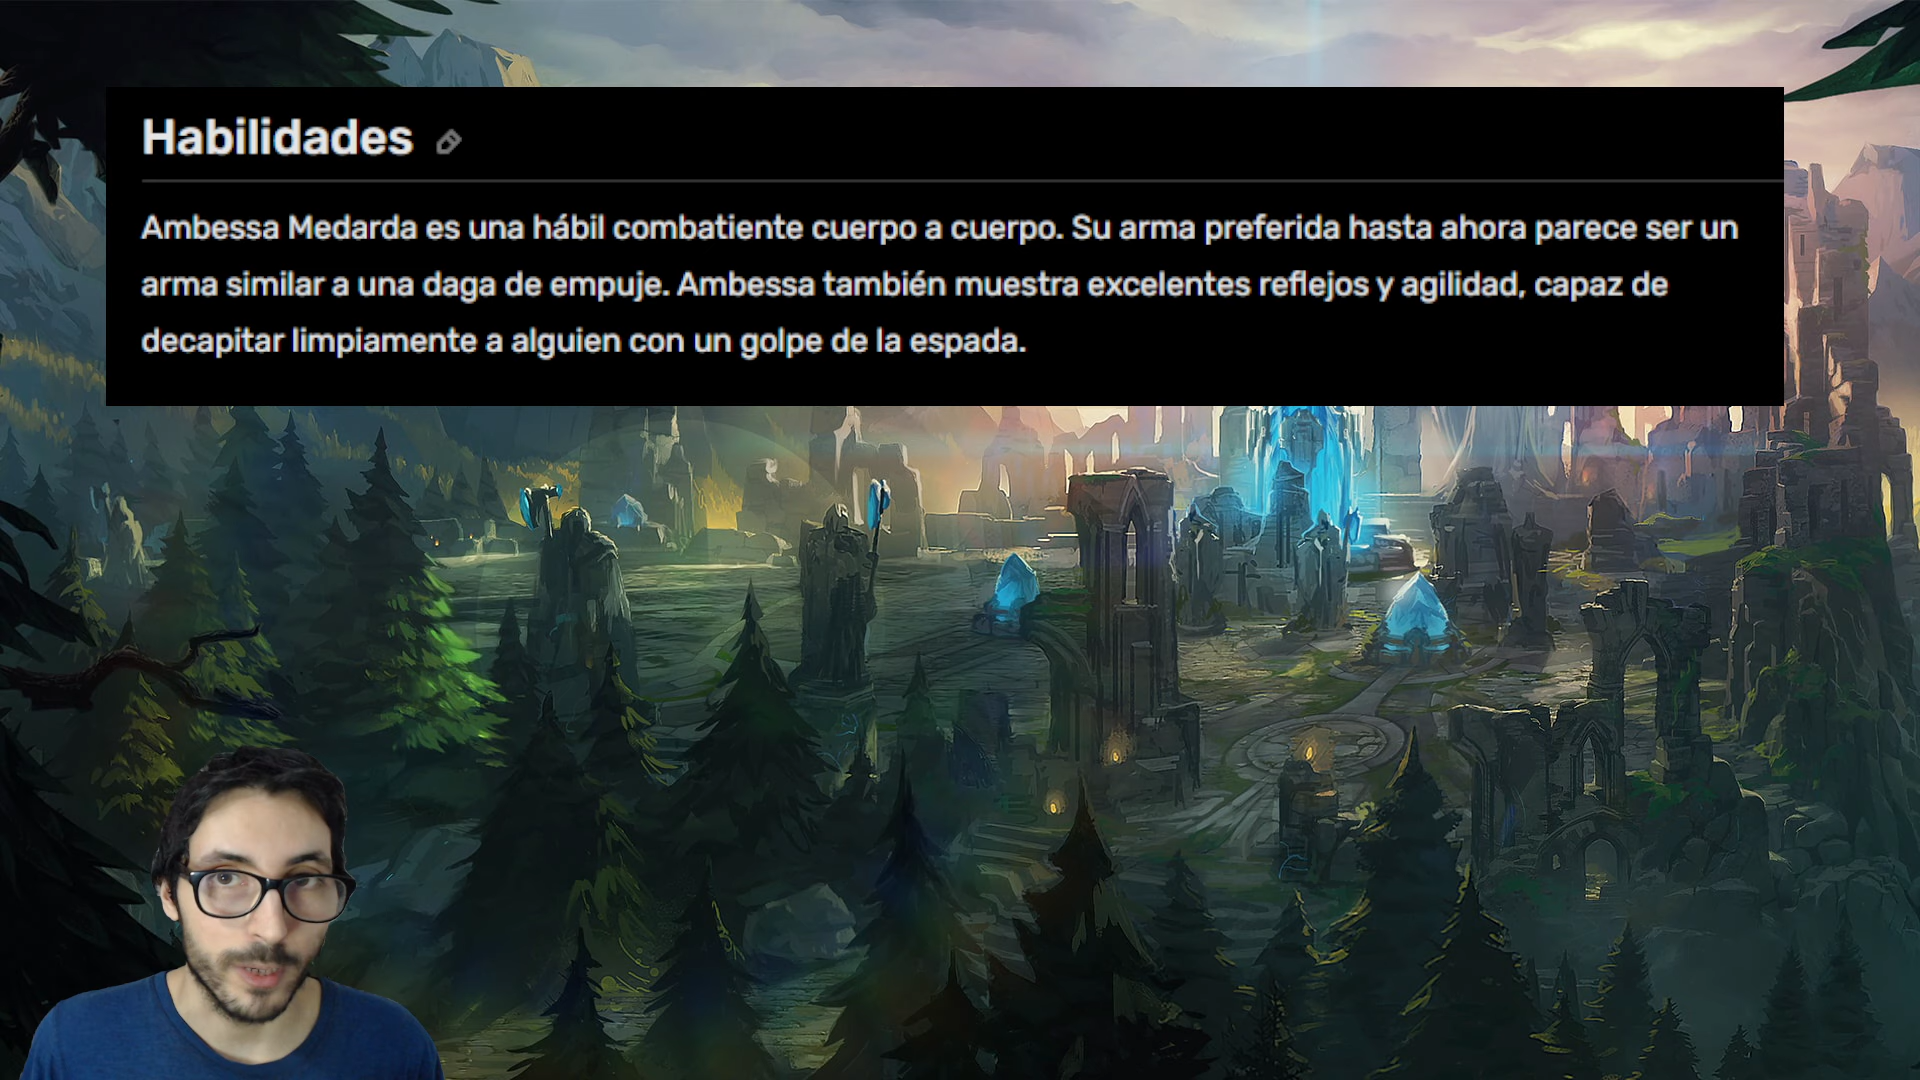 Habilidades
Ambessa Medarda es una hábil combatiente cuerpo a cuerpo. Su arma preferida hasta ahora parece ser un
arma similar a una daga de empuje. Ambessa también muestra excelentes reflejos y agilidad, capaz de
decapitar limpiamente a alguien con un golpe de la espada.